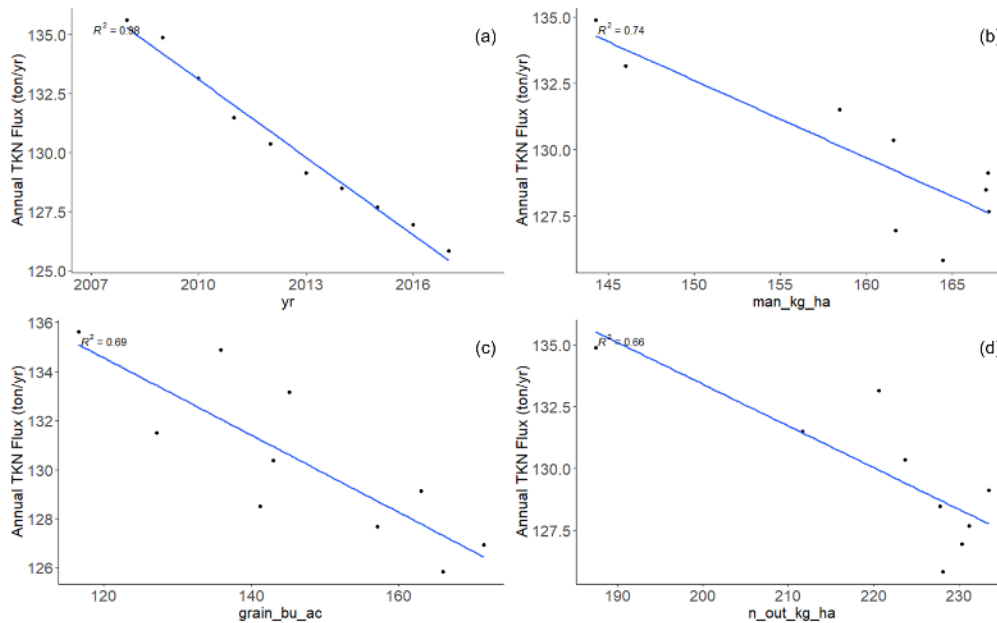 135.0
132.5
130.0
127.5
125.0
Annual TKN Flux (ton/yr)
R² = 0.98
(a)
2007
2010
2013
2016
yr
135.0
132.5
130.0
127.5
Annual TKN Flux (ton/yr)
R² = 0.74
(b)
145
150
155
160
165
man_kg_ha
136
134
132
130
128
126
Annual TKN Flux (ton/yr)
R² = 0.69
(c)
120
140
160
grain_bu_ac
135.0
132.5
130.0
127.5
Annual TKN Flux (ton/yr)
R² = 0.66
(d)
190
200
210
220
230
n_out_kg_ha